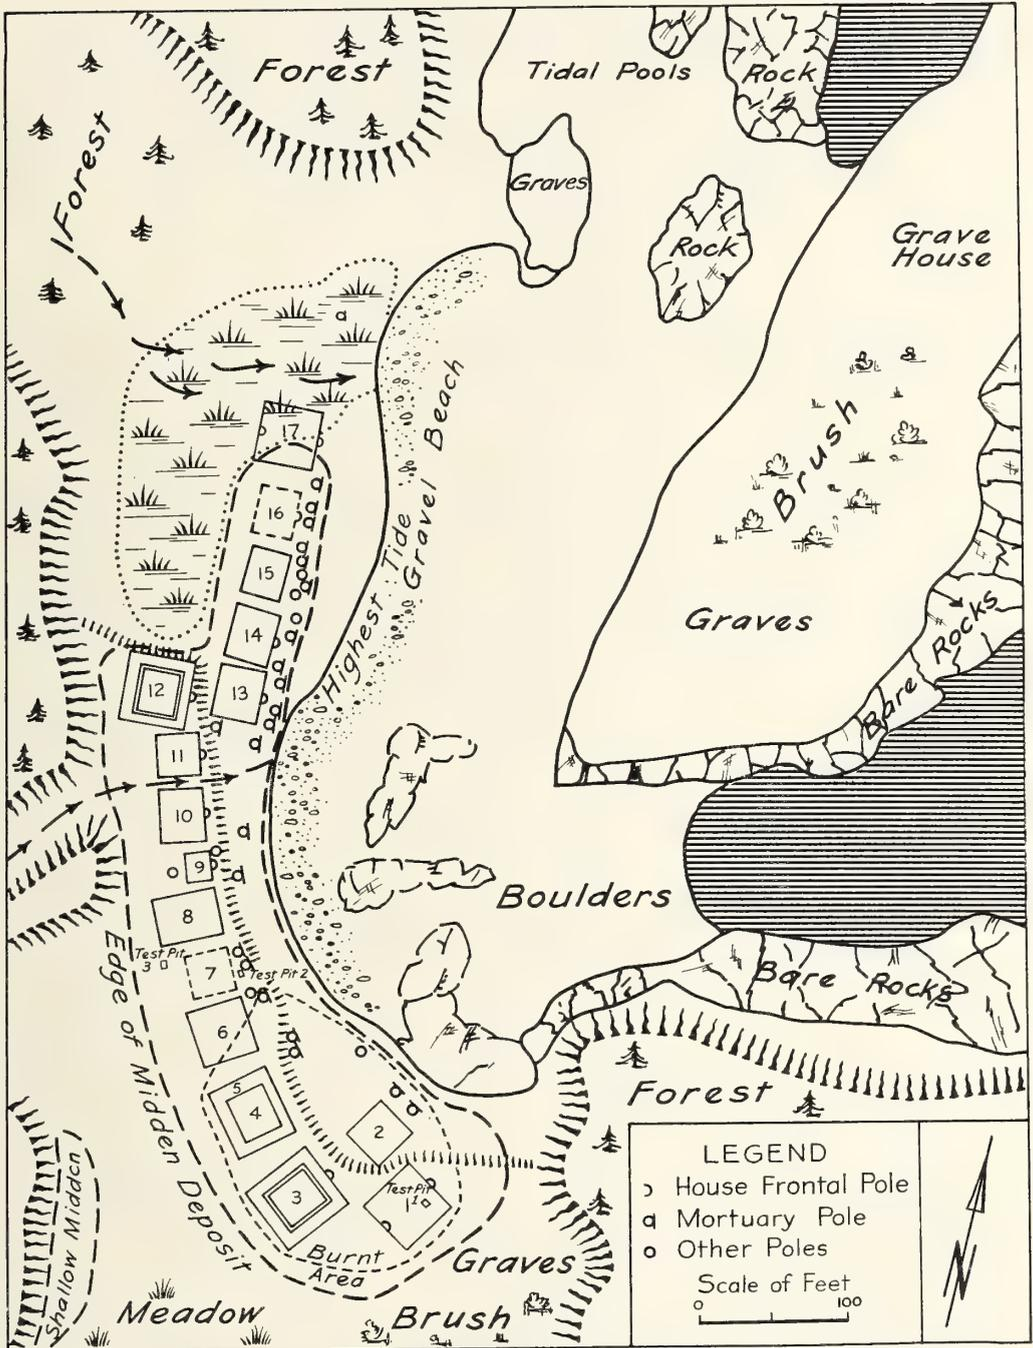 Forest
Tidal Pools
Rock
Forest
Graves
Rock
Grave
House
Brush
Highest Tide
Gravel Beach
17
16
15
14
13
12
11
10
9
8
7
6
5
4
3
2
1
Graves
Bare Rocks
Boulders
Bare Rocks
Test Pit
3
Test Pit 2
Test Pit
1
Edge of Midden Deposit
Forest
Shallow Midden
Burnt
Area
Graves
Meadow
Brush
LEGEND
House Frontal Pole
Mortuary Pole
Other Poles
Scale of Feet
0 100
N